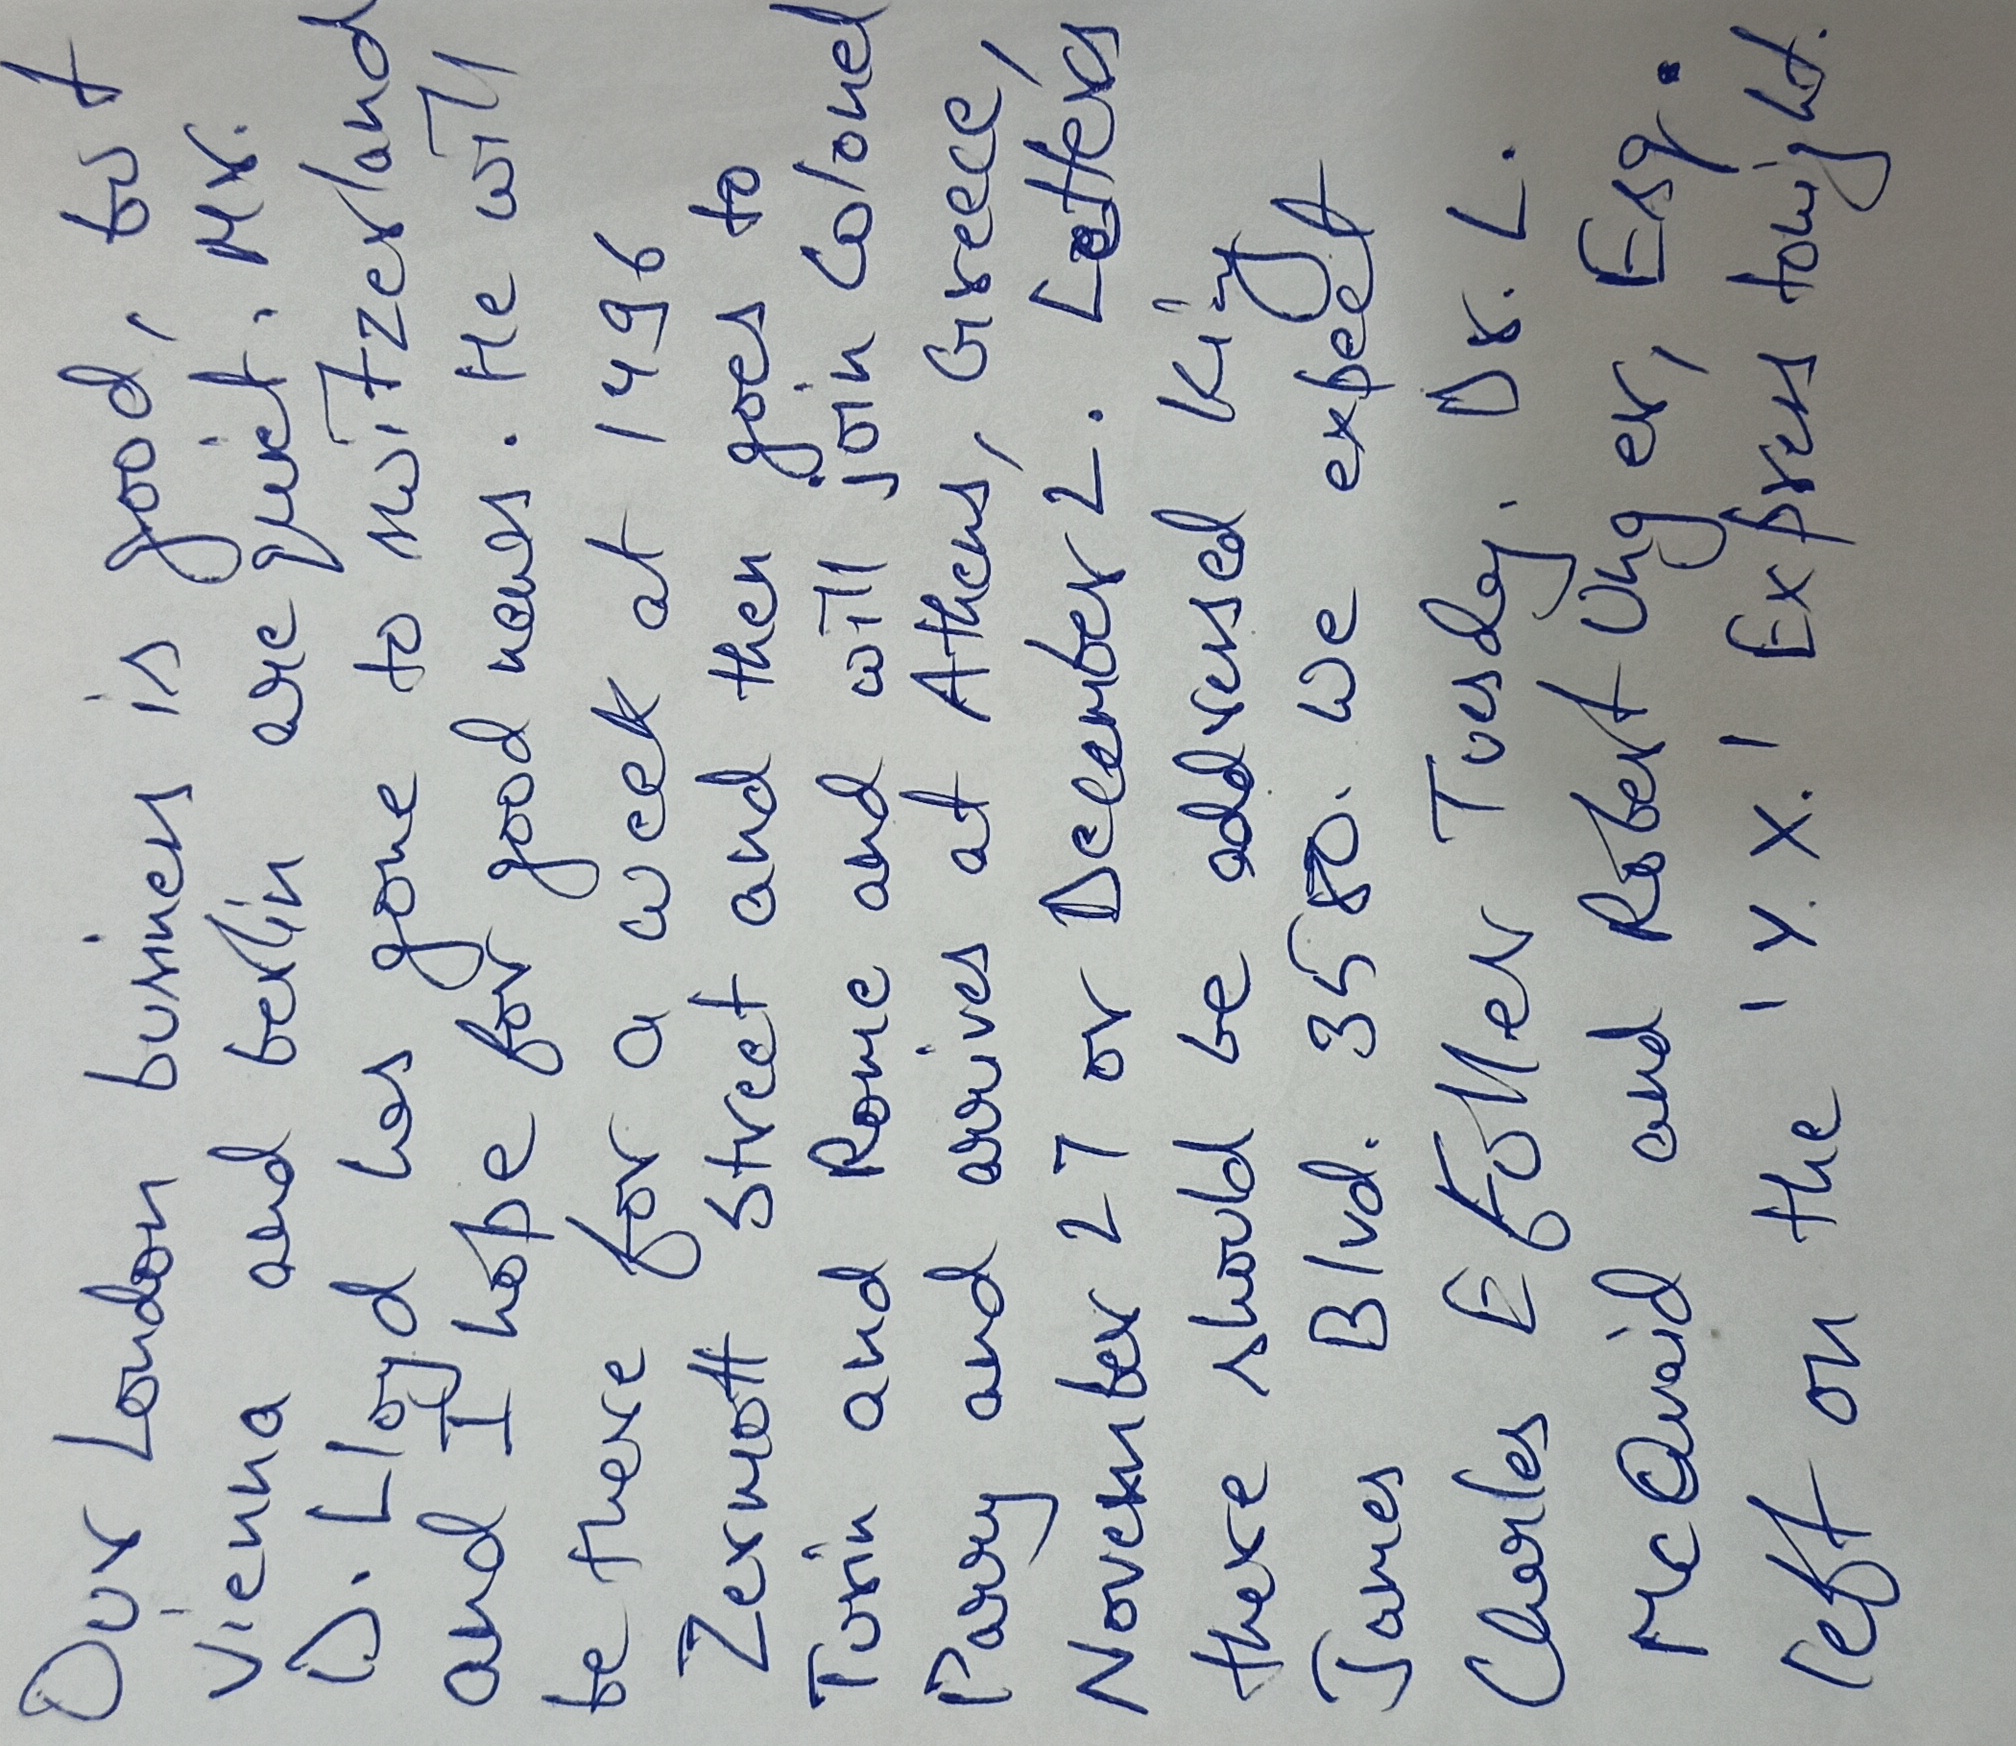 Our London business is good, but
Vienna and berlin are quiet. Mr.
D. Lloyd has gone to switzerland
and I hope for good news. He will
be there for a week at 1496
Zermott Street and then goes to
Turin and Rome and will join Colonel
Parry and arrives at Athens, Greece,
November 27 or December 2. Letters
there should be addressed King
James Blvd. 3580. We expect
Charles E Fuller Tuesday. Dr. L.
McQuaid and Robert Unger, Esq.
left on the 'Y.X.' Express tonight.